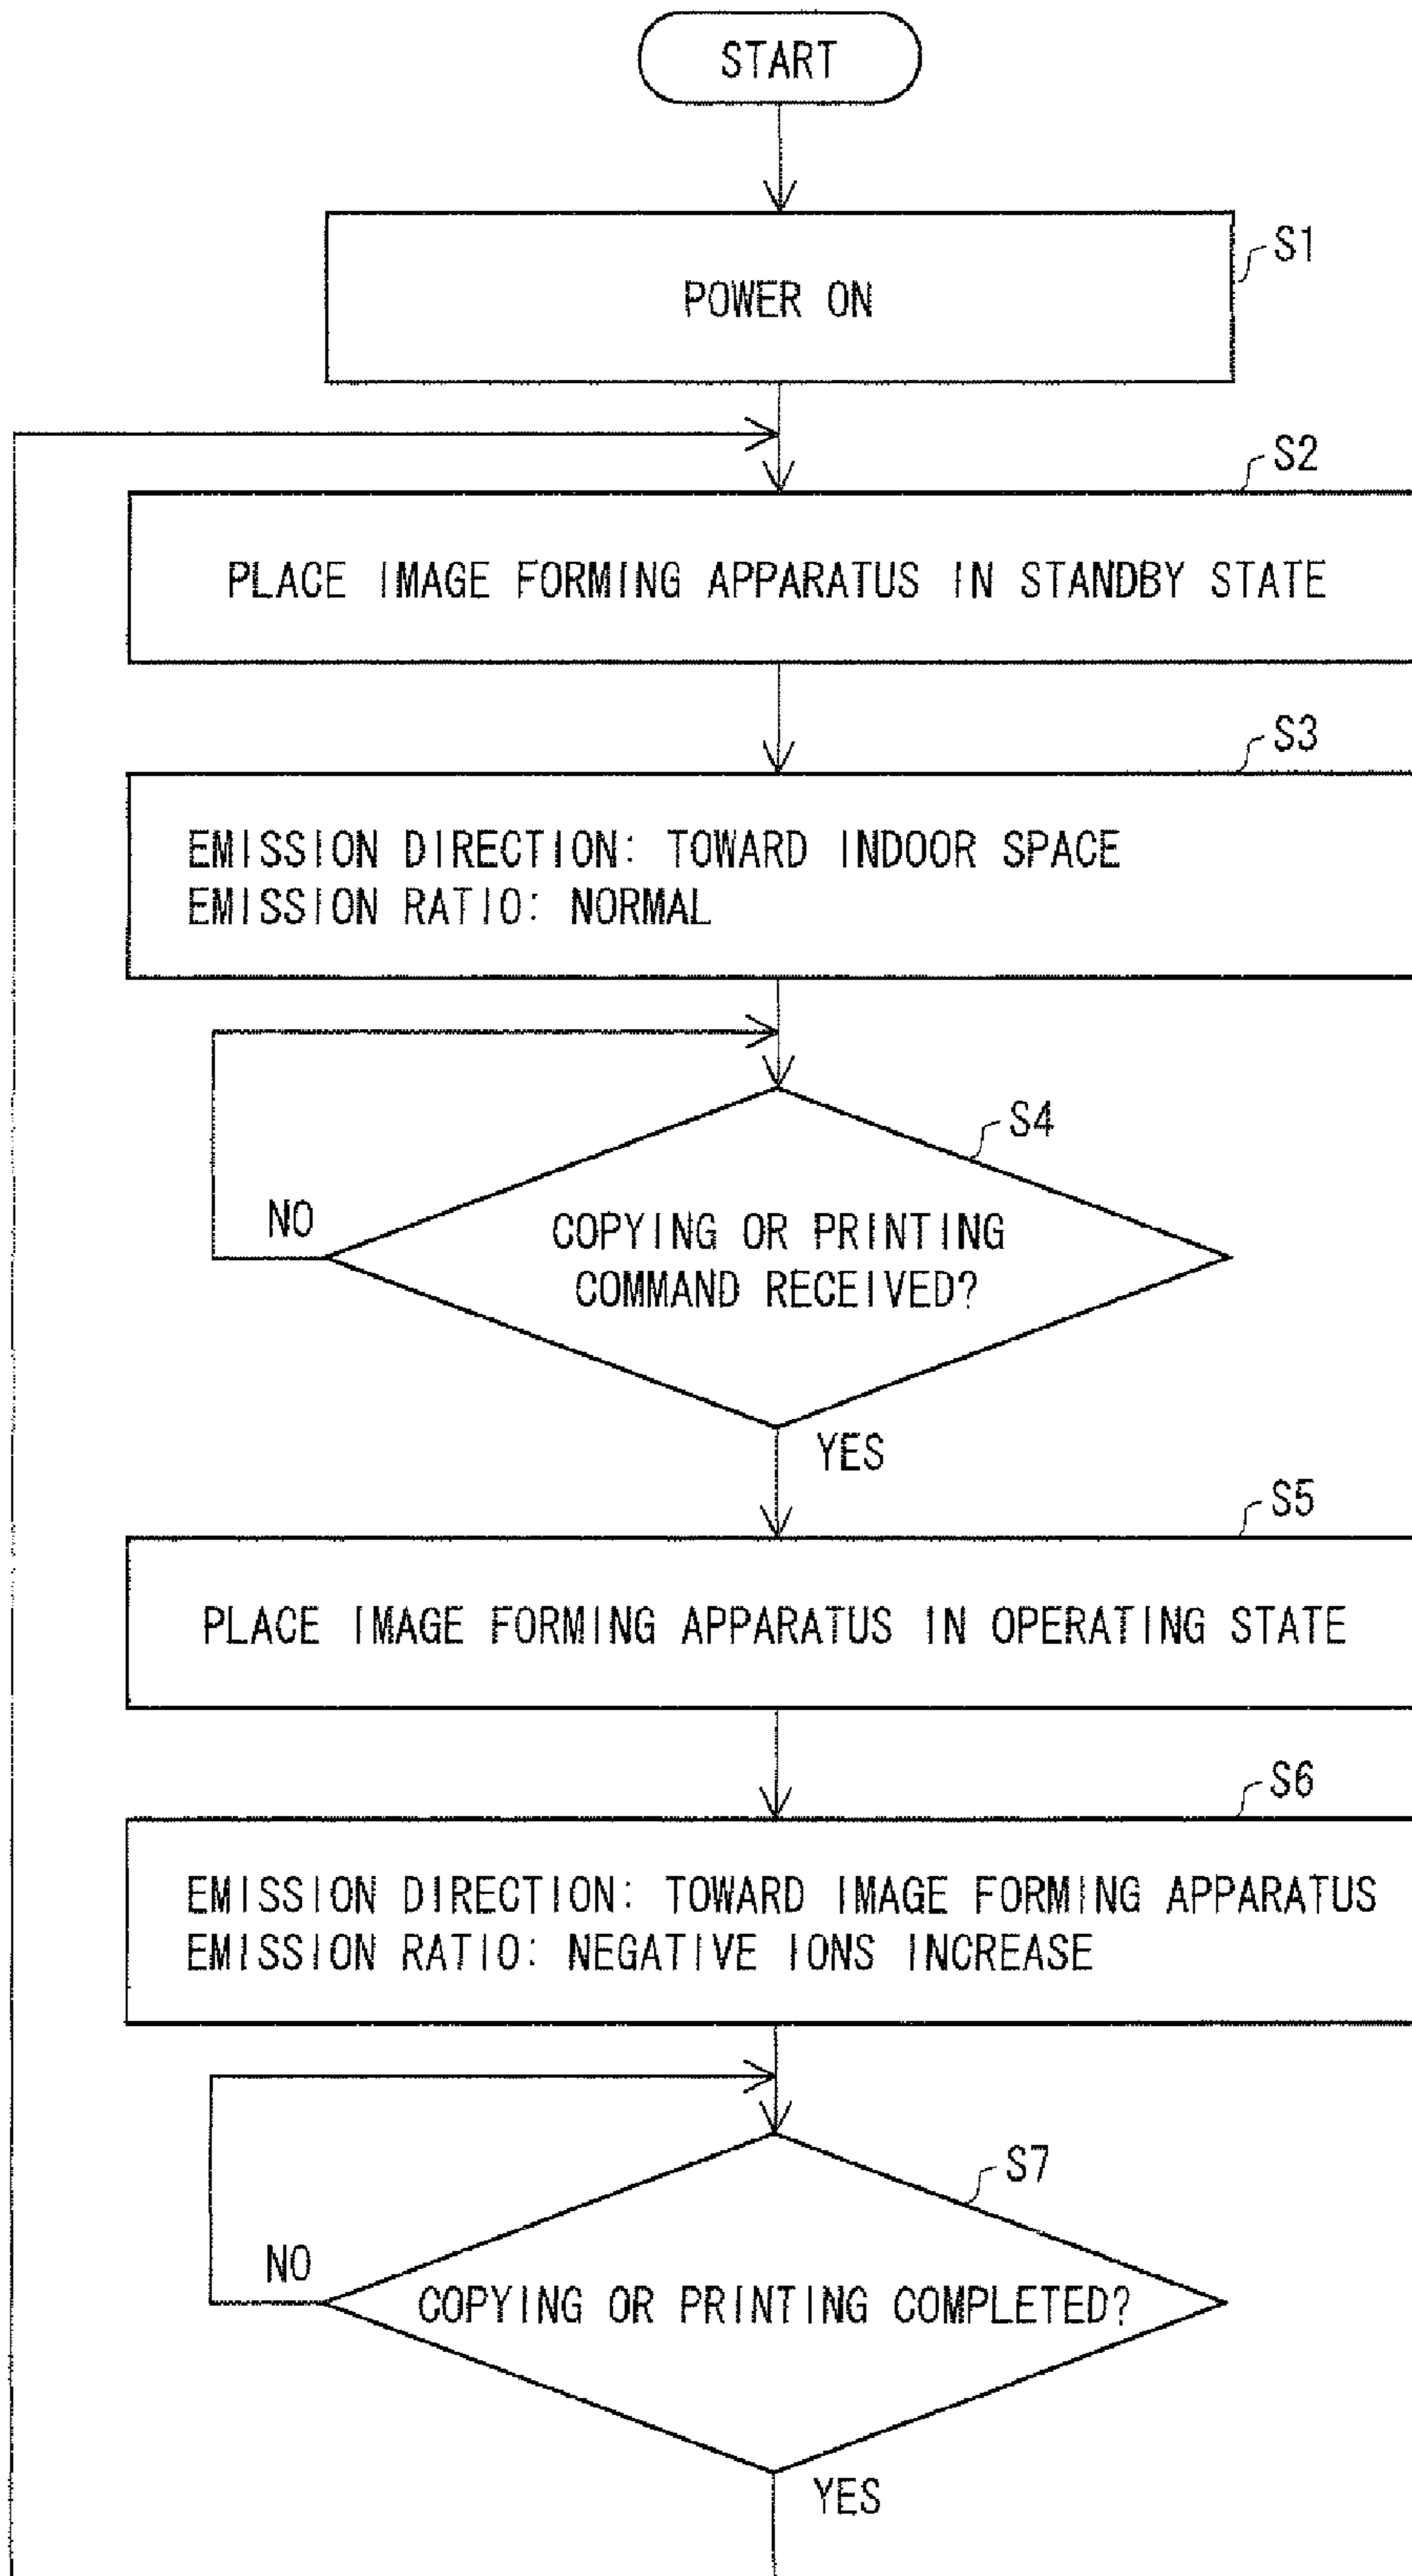 START
S1
POWER ON
S2
PLACE IMAGE FORMING APPARATUS IN STANDBY STATE
S3
EMISSION DIRECTION: TOWARD INDOOR SPACE
EMISSION RATIO: NORMAL
S4
NO
COPYING OR PRINTING
COMMAND RECEIVED?
YES
S5
PLACE IMAGE FORMING APPARATUS IN OPERATING STATE
S6
EMISSION DIRECTION: TOWARD IMAGE FORMING APPARATUS
EMISSION RATIO: NEGATIVE IONS INCREASE
S7
NO
COPYING OR PRINTING COMPLETED?
YES